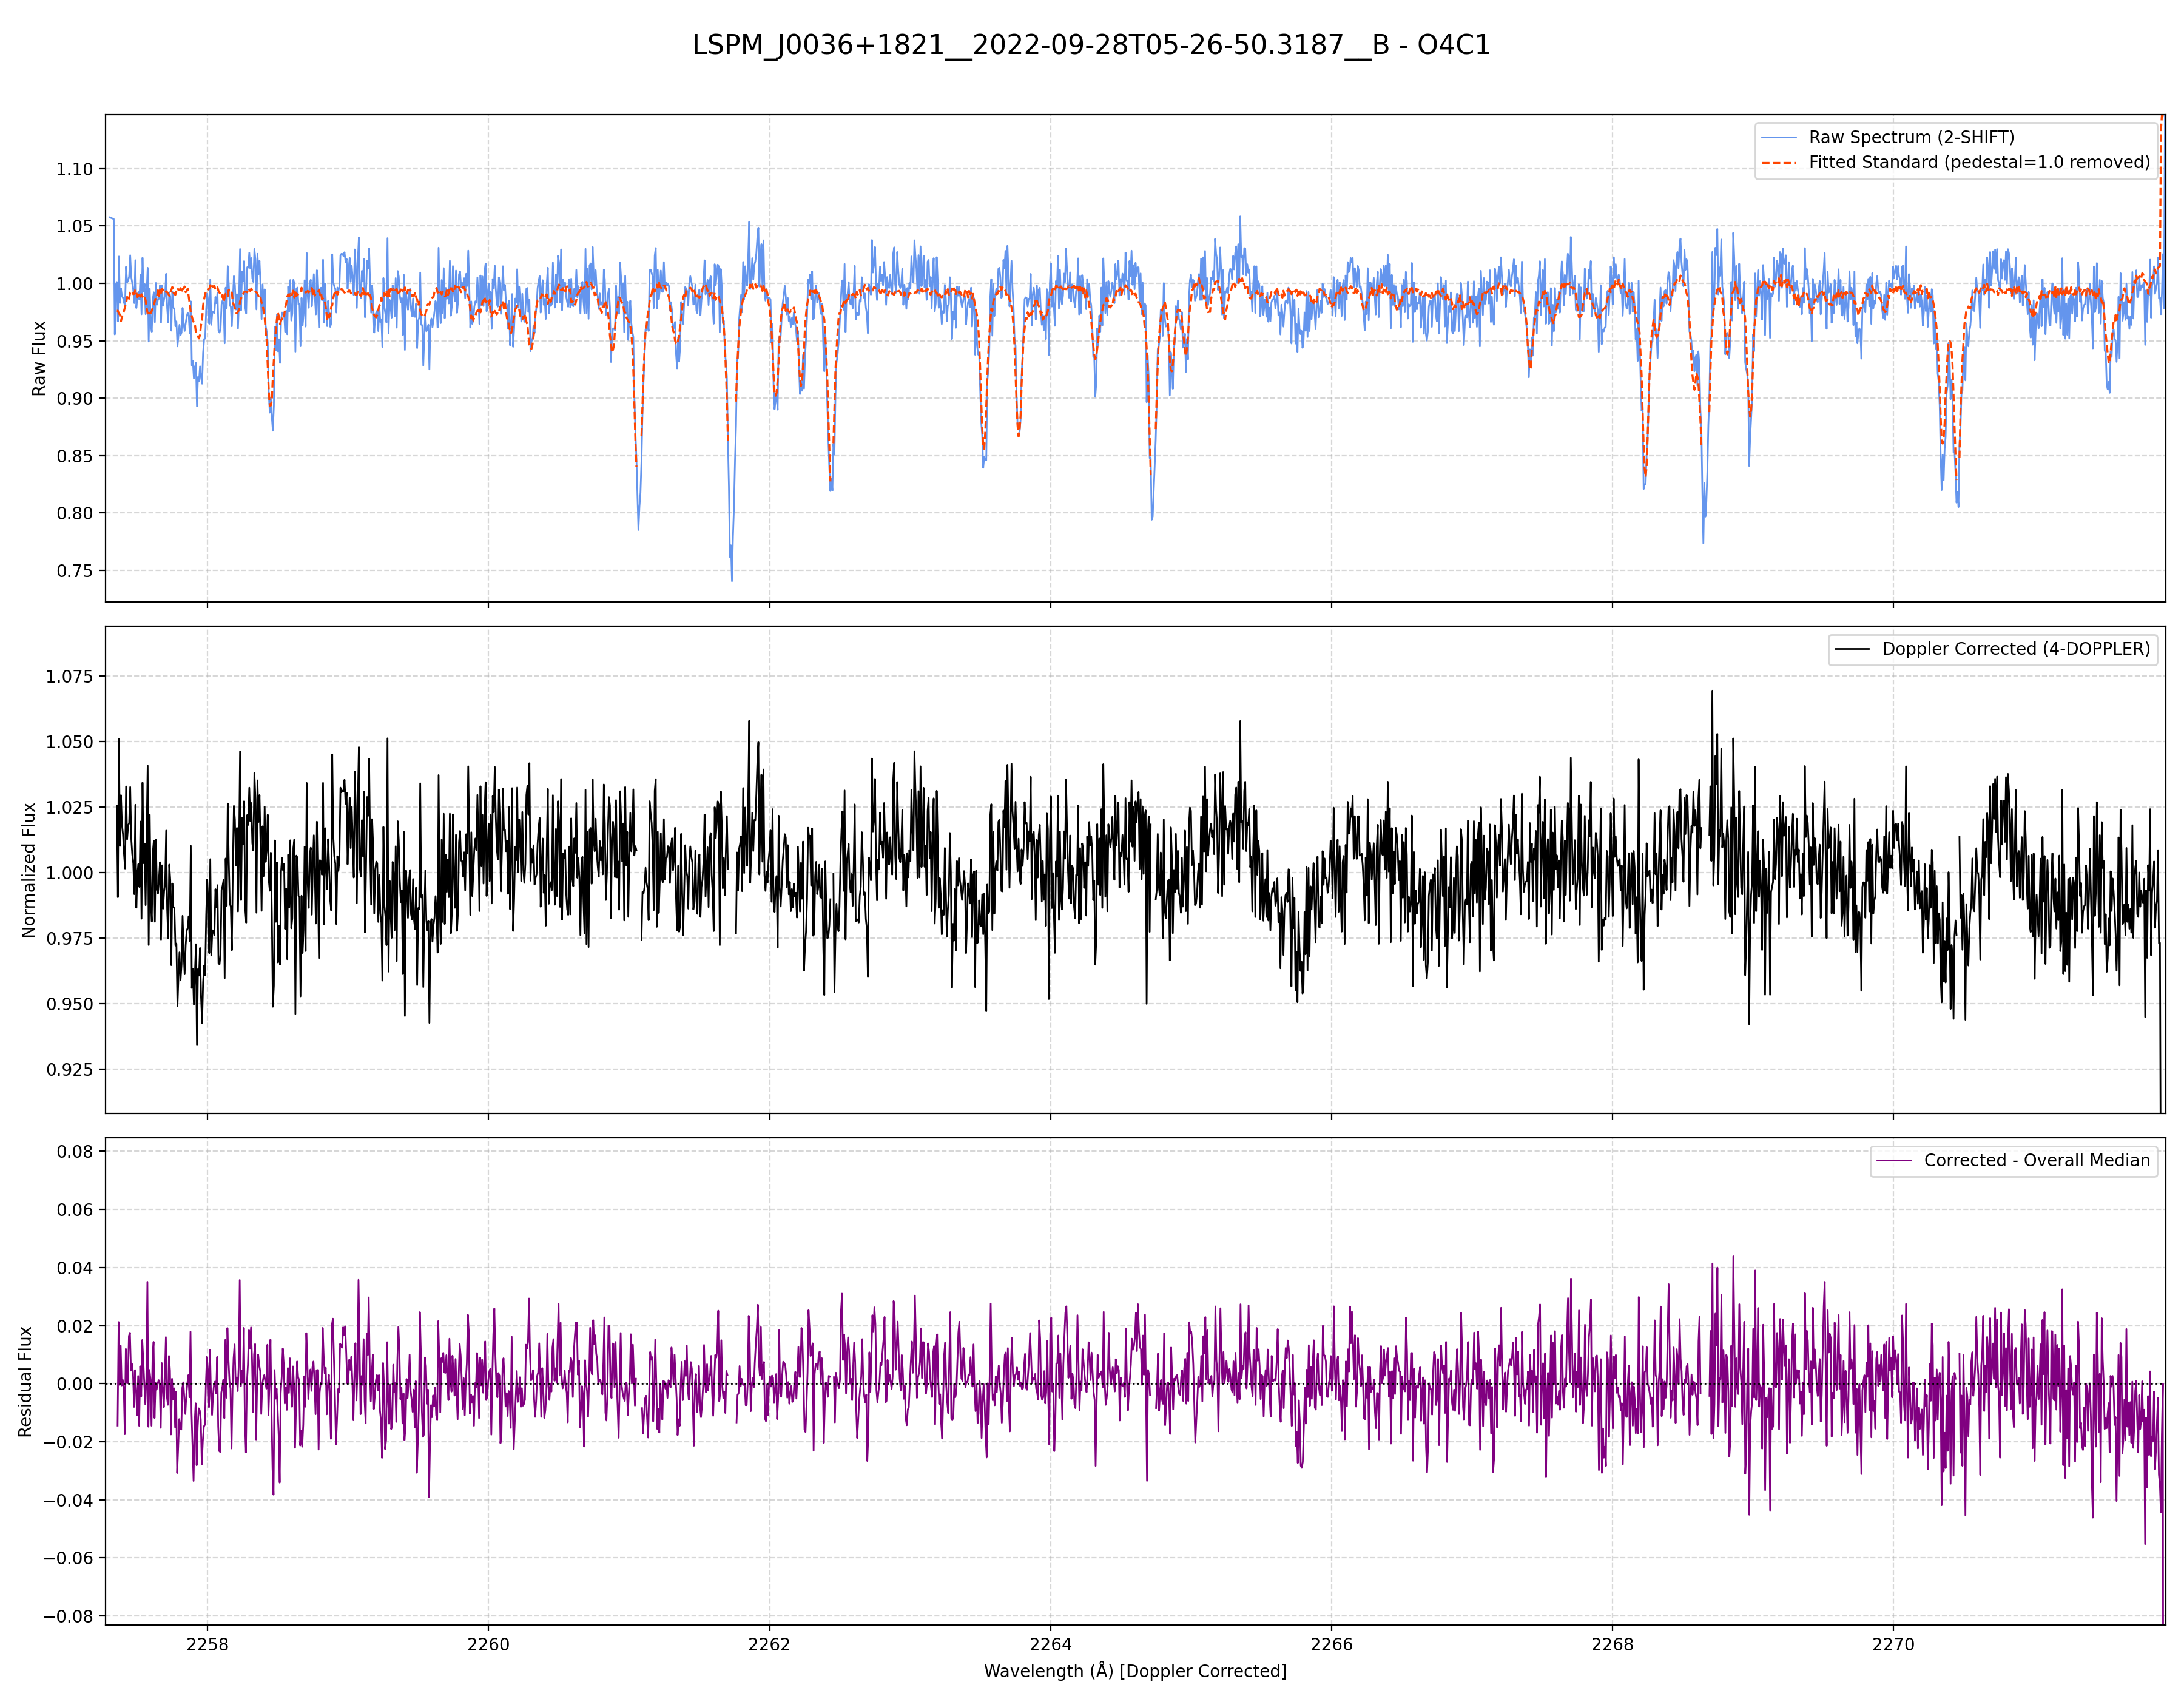 LSPM_J0036+1821__2022-09-28T05-26-50.3187__B - O4C1
Raw Spectrum (2-SHIFT)
Fitted Standard (pedestal=1.0 removed)
1.10
1.05
1.00
0.95
0.90
0.85
0.80
0.75
Raw Flux
Doppler Corrected (4-DOPPLER)
1.075
1.050
1.025
1.000
0.975
0.950
0.925
Normalized Flux
Corrected - Overall Median
0.08
0.06
0.04
0.02
0.00
−0.02
−0.04
−0.06
−0.08
Residual Flux
2258 2260 2262 2264 2266 2268 2270
Wavelength (Å) [Doppler Corrected]